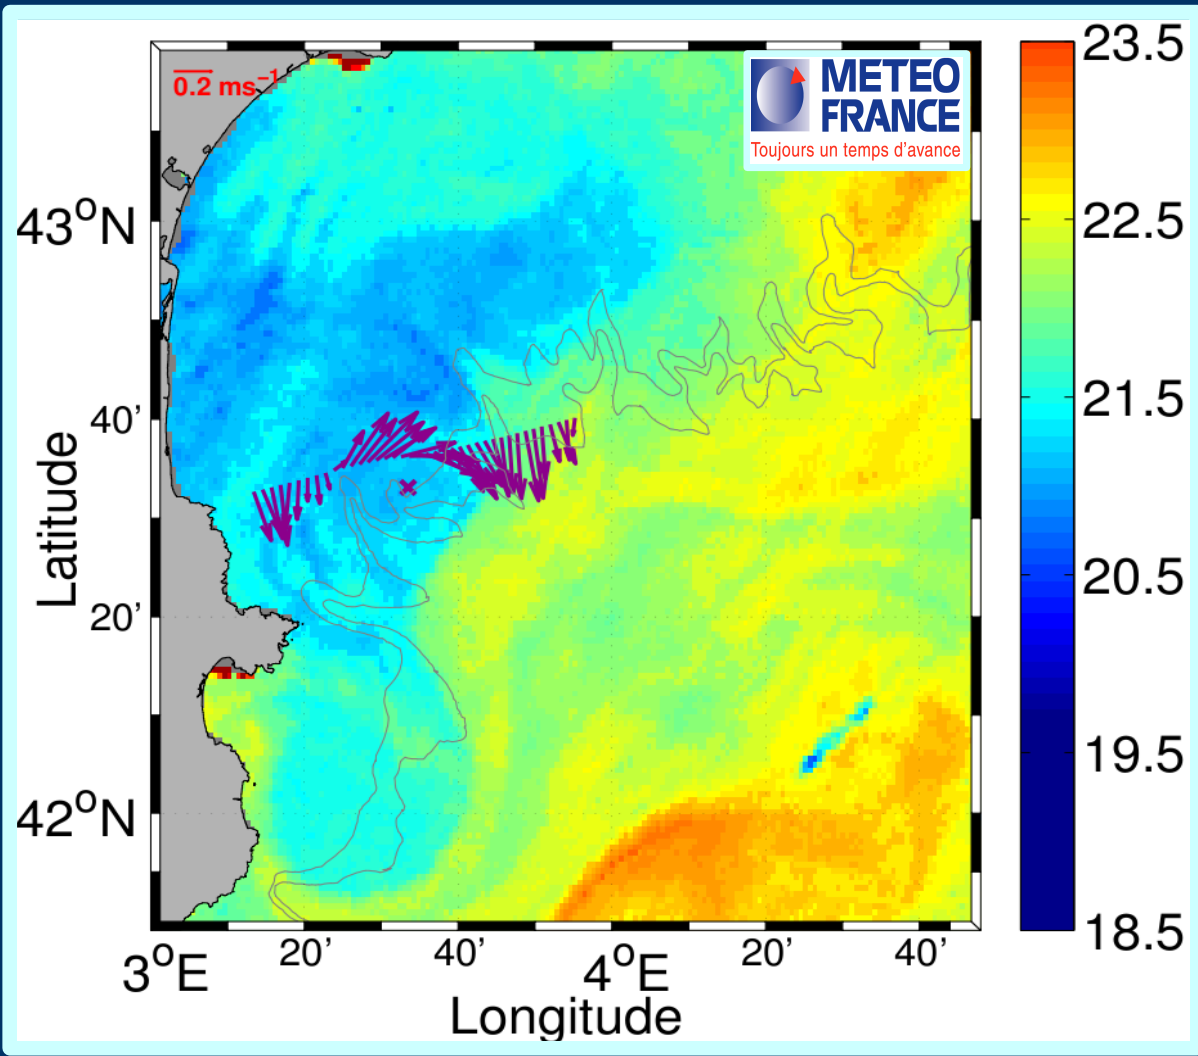 0.2 ms⁻¹
METEO
FRANCE
Toujours un temps d’avance
23.5
22.5
21.5
20.5
19.5
18.5
43°N
40’
20’
42°N
Latitude
3°E
20’
40’
4°E
20’
40’
Longitude